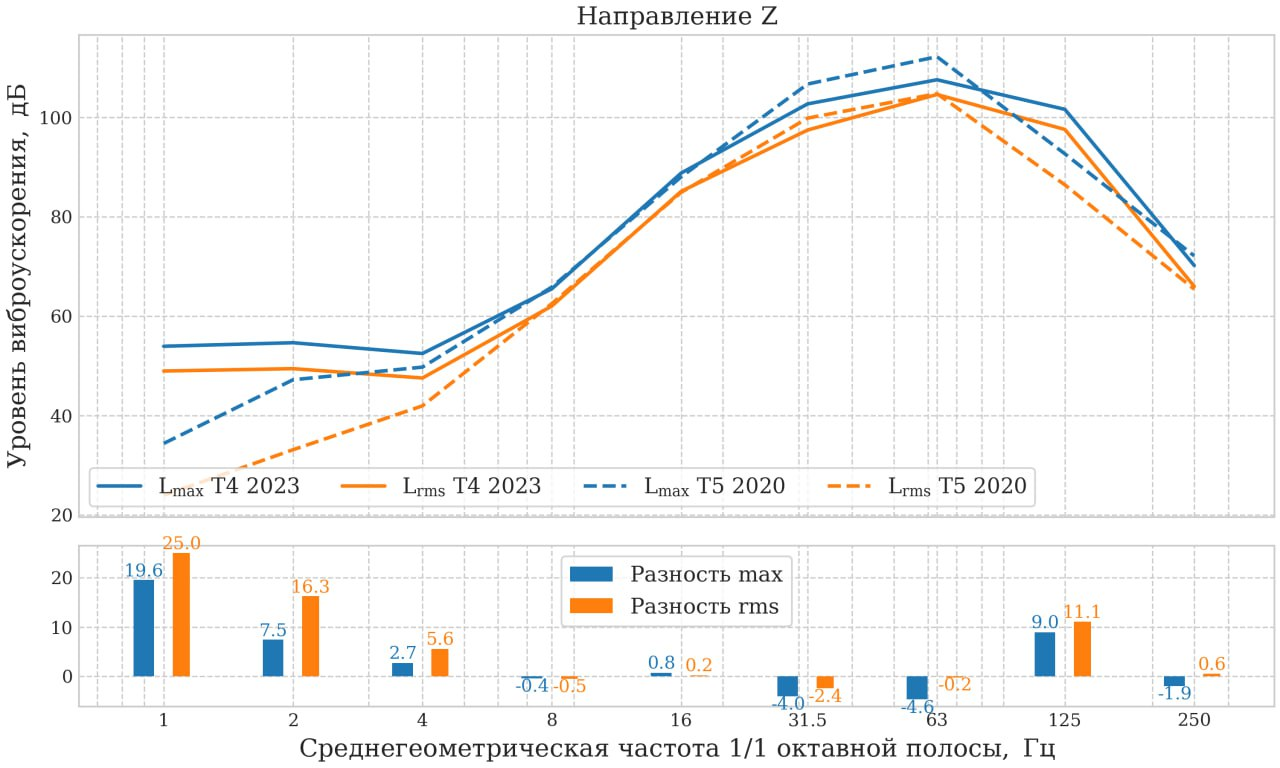 Направление Z
Уровень виброускорения, дБ
100
80
60
40
20
L_max T4 2023 L_rms T4 2023 L_max T5 2020 L_rms T5 2020
20
10
0
19.6 25.0
7.5 16.3
2.7 5.6
-0.4 -0.5
0.8 0.2
-4.0 -2.4
-4.6 -0.2
9.0 11.1
-1.9 0.6
Разность max
Разность rms
1 2 4 8 16 31.5 63 125 250
Среднегеометрическая частота 1/1 октавной полосы, Гц